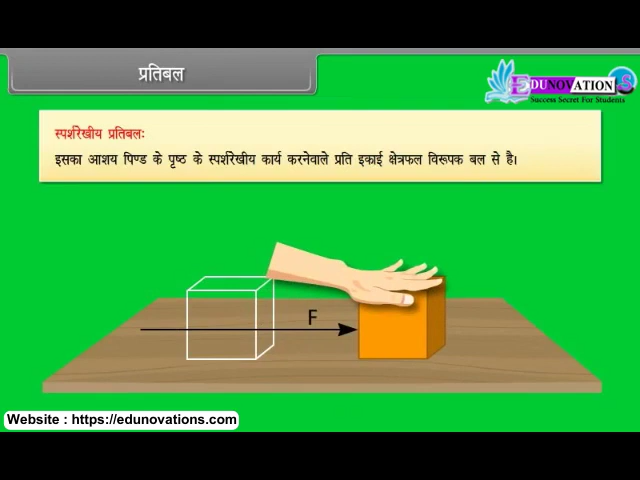 प्रतिबल
EDUNOVATIONS
Success Secret For Students
स्पर्शरेखीय प्रतिबलः
इसका आशय पिण्ड के पृष्ठ के स्पर्शरेखीय कार्य करनेवाले प्रति इकाई क्षेत्रफल विरूपक बल से है।
F
Website : https://edunovations.com